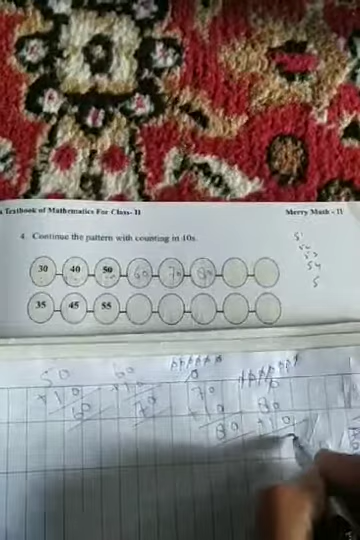 Textbook of Mathematics For Class- II Merry Math - II
4. Continue the pattern with counting in 10s.
30 40 50 60 70 80
35 45 55
50 60
+10 +10 70 80
60 70 +10 +10
80